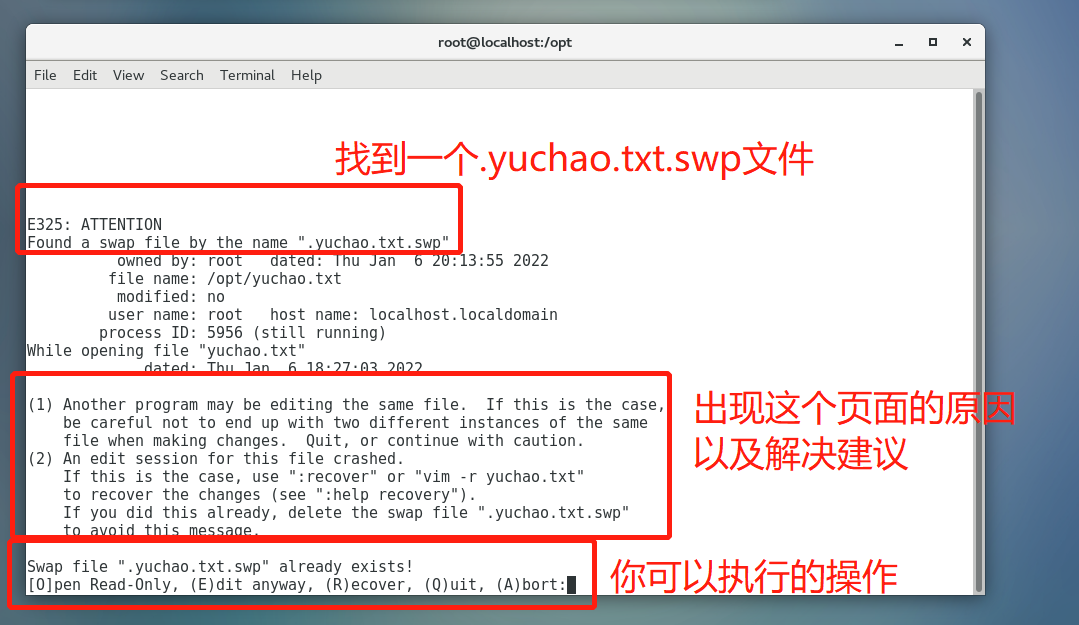 root@localhost:/opt
File Edit View Search Terminal Help
找到一个.yuchao.txt.swp文件
E325: ATTENTION
Found a swap file by the name ".yuchao.txt.swp"
owned by: root dated: Thu Jan 6 20:13:55 2022
file name: /opt/yuchao.txt
modified: no
user name: root host name: localhost.localdomain
process ID: 5956 (still running)
While opening file "yuchao.txt"
dated: Thu Jan 6 18:27:03 2022
(1) Another program may be editing the same file. If this is the case,
be careful not to end up with two different instances of the same
file when making changes. Quit, or continue with caution.
(2) An edit session for this file crashed.
If this is the case, use ":recover" or "vim -r yuchao.txt"
to recover the changes (see ":help recovery").
If you did this already, delete the swap file ".yuchao.txt.swp"
to avoid this message.
出现这个页面的原因
以及解决建议
Swap file ".yuchao.txt.swp" already exists!
[O]pen Read-Only, (E)dit anyway, (R)ecover, (Q)uit, (A)bort:
你可以执行的操作